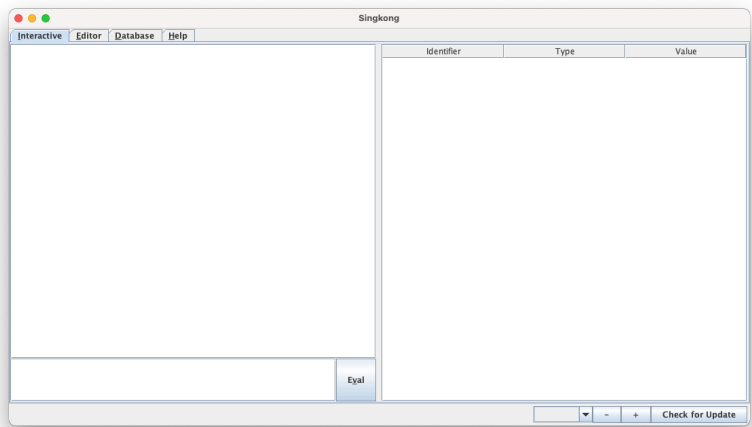 Singkong
Interactive Editor Database Help
Identifier Type Value
Eval
- + Check for Update